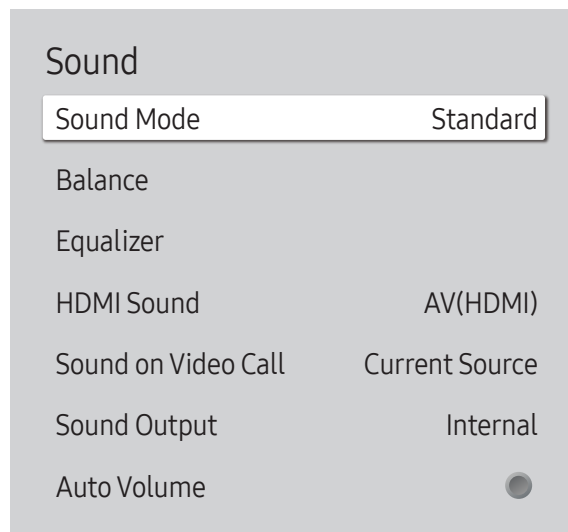 Sound
Sound Mode Standard
Balance
Equalizer
HDMI Sound AV(HDMI)
Sound on Video Call Current Source
Sound Output Internal
Auto Volume